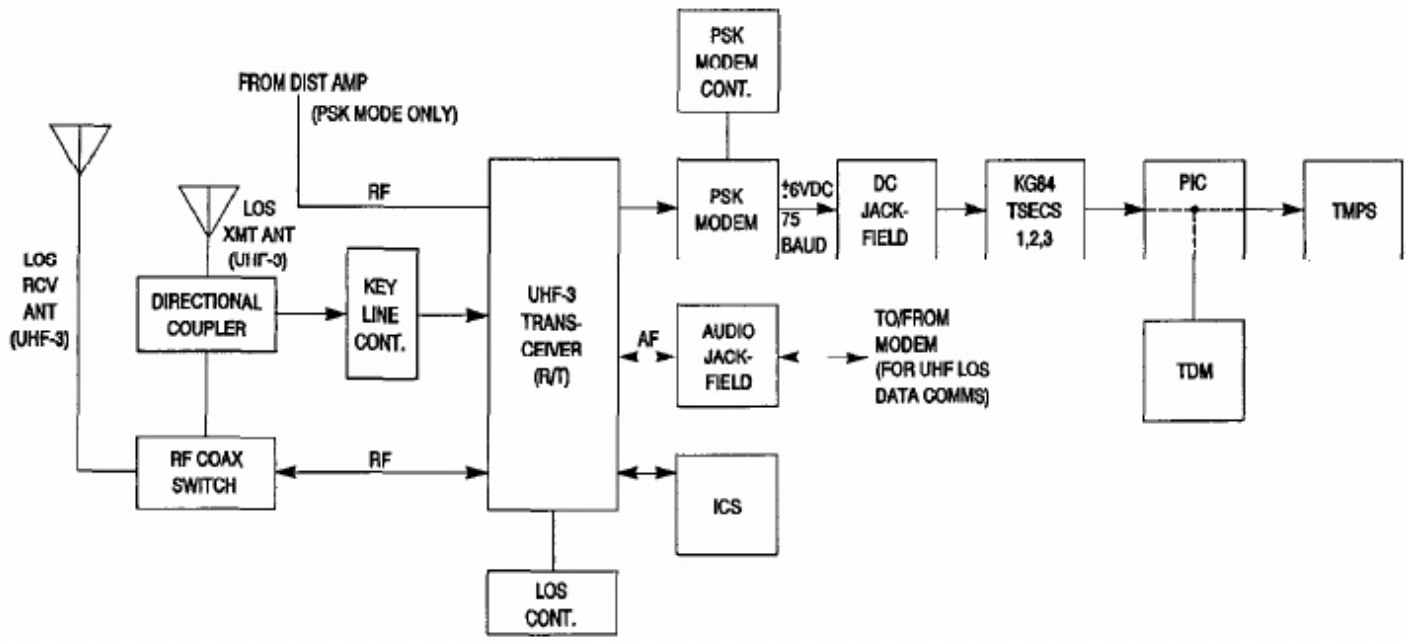 PSK
MODEM
CONT.
FROM DIST AMP
(PSK MODE ONLY)
RF
LOS
XMT ANT
(UHF-3)
LOS
RCV
ANT
(UHF-3)
DIRECTIONAL
COUPLER
KEY
LINE
CONT.
UHF-3
TRANS-
CEIVER
(R/T)
PSK
MODEM
±6VDC
75
BAUD
DC
JACK-
FIELD
KG84
TSECS
1,2,3
PIC
TMPS
AF
AUDIO
JACK-
FIELD
TO/FROM
MODEM
(FOR UHF LOS
DATA COMMS)
TDM
RF COAX
SWITCH
RF
ICS
LOS
CONT.